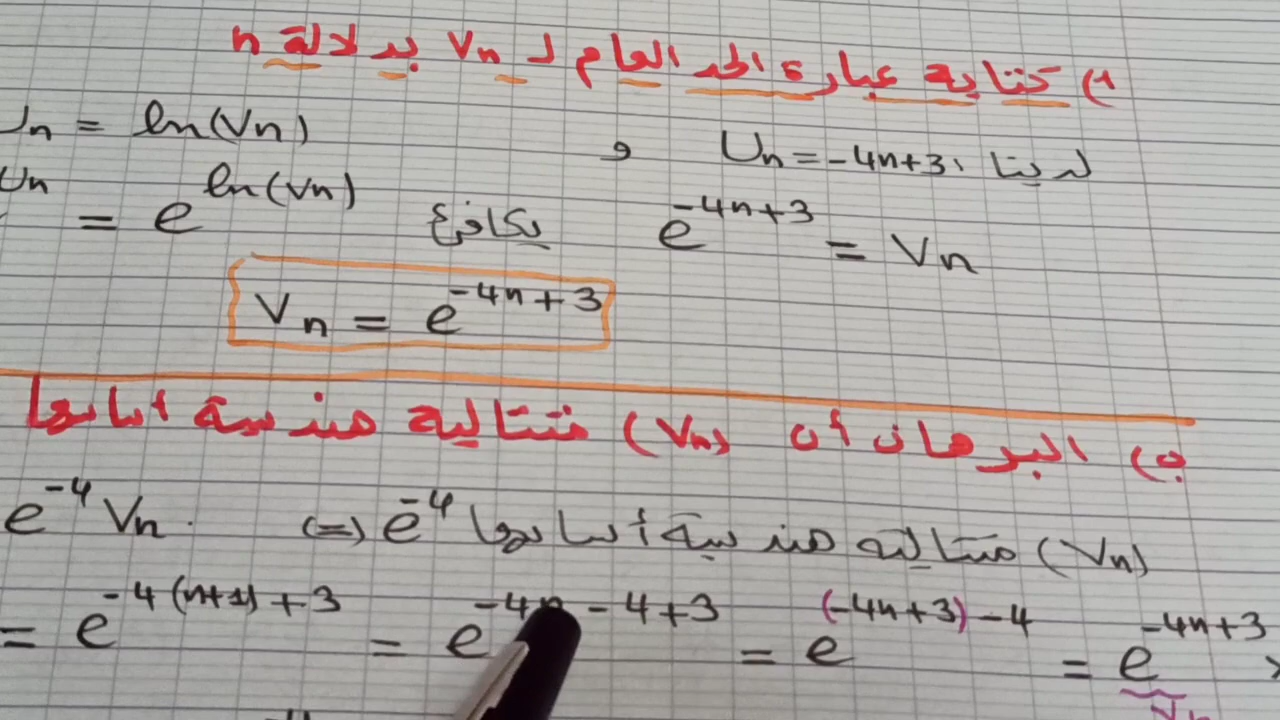 أ) كتابة عبارة الحد العام لـ Vn بدلالة n
لدينا Un = -4n+3 و Un = ln(Vn)
e^{-4n+3} = Vn يكافئ = e^{ln(Vn)}
Vn = e^{-4n+3}
ب) البرهان أن (Vn) متتالية هندسية أساسها
(Vn) متتالية هندسية أساسها e^{-4} (=) e^{-4} Vn
= e^{-4(n+1)+3} = e^{-4n-4+3} = e^{(-4n+3)-4} = e^{-4n+3}